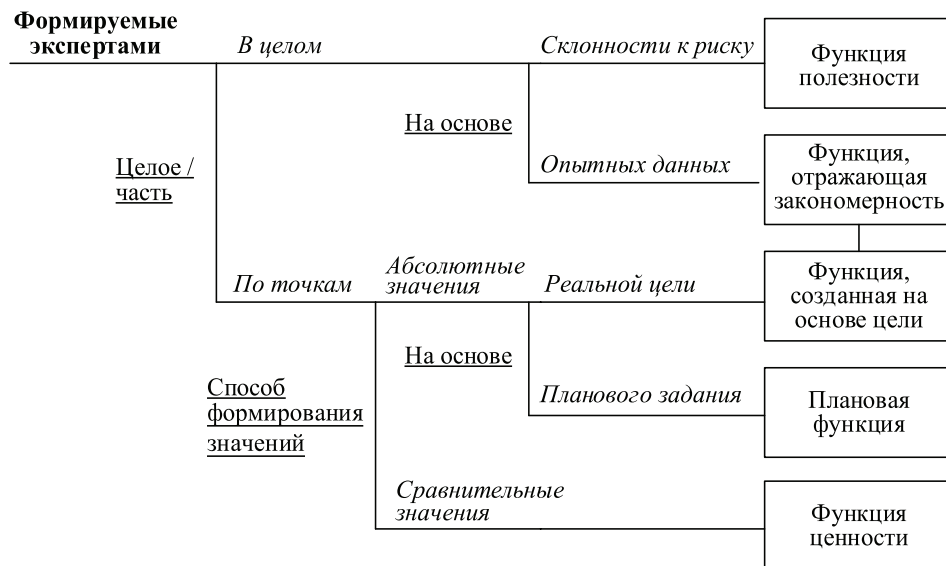 Формируемые
экспертами
В целом
Склонности к риску
Функция
полезности
На основе
Целое /
часть
Опытных данных
Функция,
отражающая
закономерность
По точкам
Абсолютные
значения
Реальной цели
Функция,
созданная на
основе цели
На основе
Способ
формирования
значений
Планового задания
Плановая
функция
Сравнительные
значения
Функция
ценности